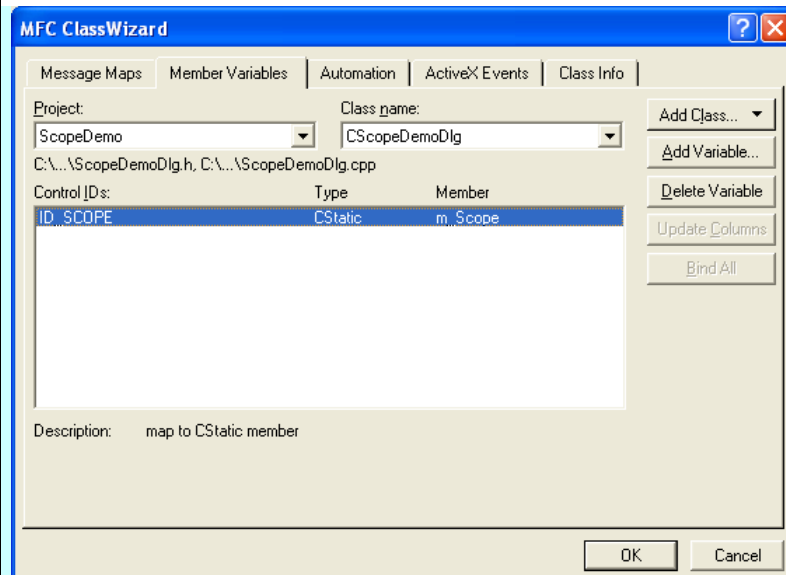 MFC ClassWizard
Message Maps Member Variables Automation ActiveX Events Class Info
Project: Class name:
ScopeDemo CScopeDemoDlg
C:\...\ScopeDemoDlg.h, C:\...\ScopeDemoDlg.cpp
Control IDs: Type Member
ID_SCOPE CStatic m_Scope
Add Class...
Add Variable...
Delete Variable
Update Columns
Bind All
Description: map to CStatic member
OK Cancel